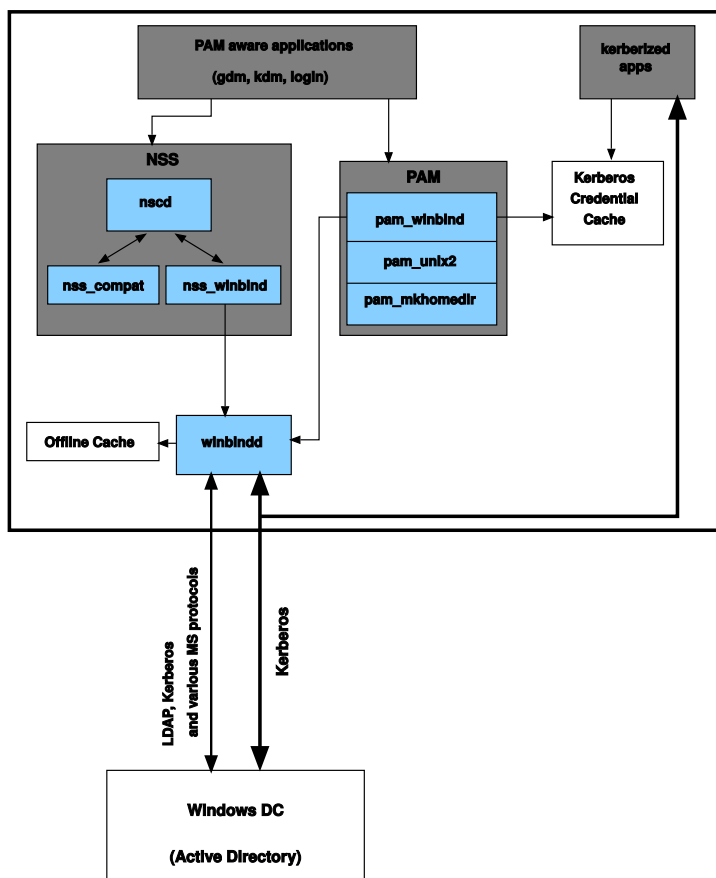 PAM aware applications
(gdm, kdm, login)
kerberized
apps
NSS
nscd
nss_compat
nss_winbind
PAM
pam_winbind
pam_unix2
pam_mkhomedir
Kerberos
Credential
Cache
Offline Cache
winbindd
LDAP, Kerberos
and various MS protocols
Kerberos
Windows DC
(Active Directory)